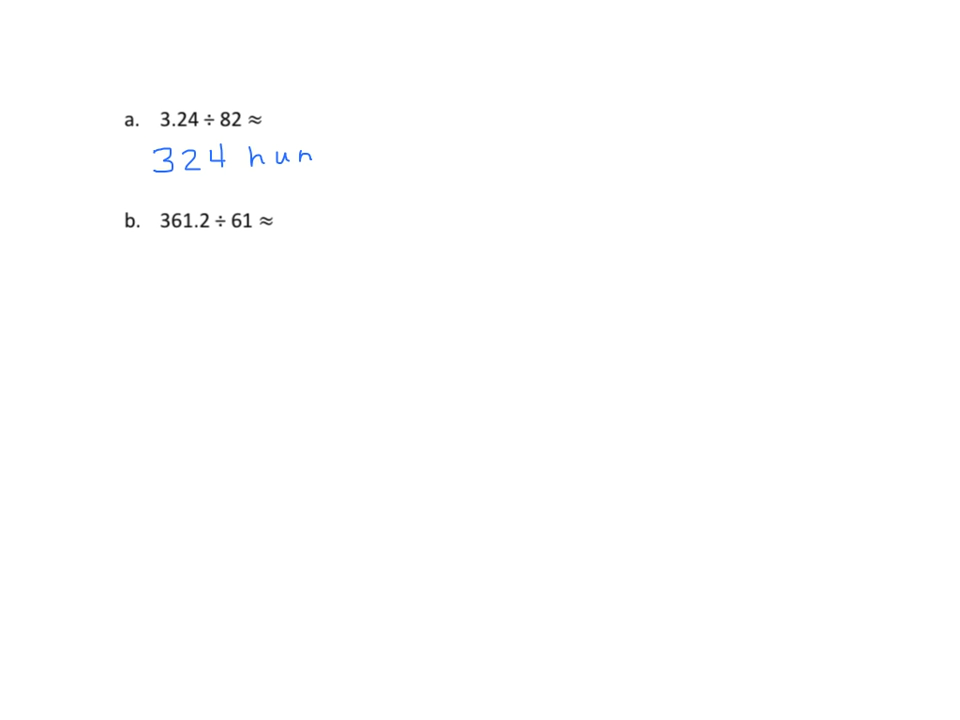 a. 3.24 ÷ 82 ≈
324 hun
b. 361.2 ÷ 61 ≈